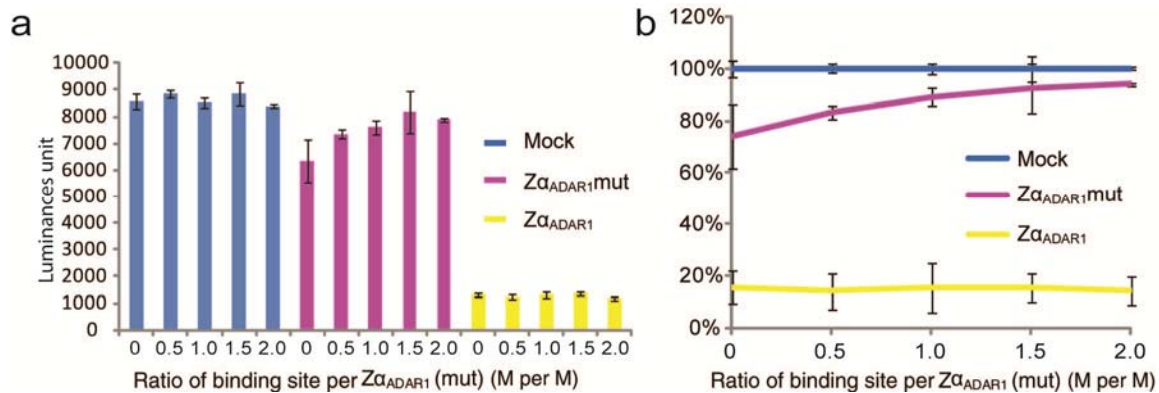 a
10000
9000
8000
7000
6000
5000
4000
3000
2000
1000
0
Luminances unit
Mock
ZαADAR1mut
ZαADAR1
0 0.5 1.0 1.5 2.0 0 0.5 1.0 1.5 2.0 0 0.5 1.0 1.5 2.0
Ratio of binding site per ZαADAR1 (mut) (M per M)
b
120%
100%
80%
60%
40%
20%
0%
Mock
ZαADAR1mut
ZαADAR1
0 0.5 1.0 1.5 2.0
Ratio of binding site per ZαADAR1 (mut) (M per M)